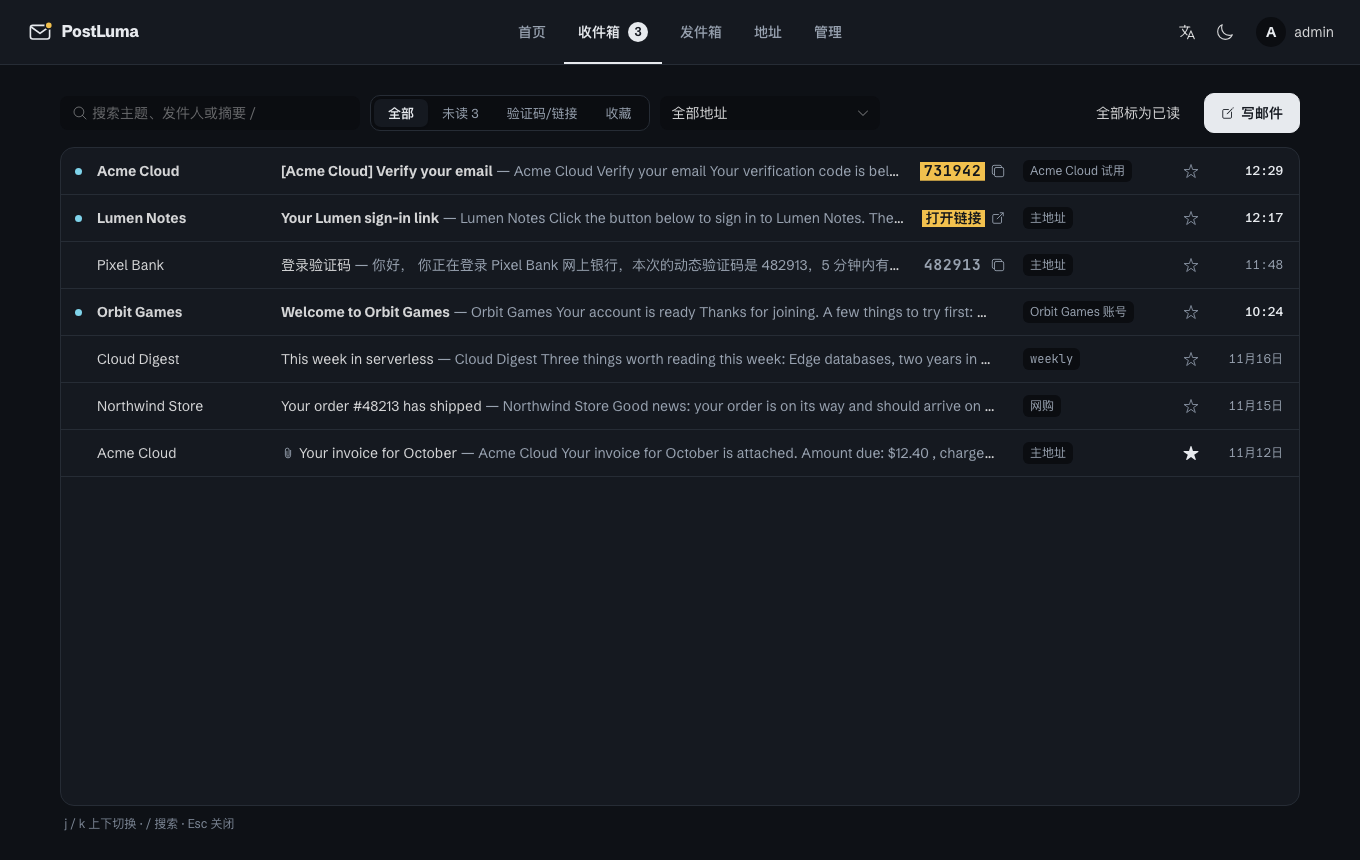 PostLuma 首页 收件箱 3 发件箱 地址 管理 A admin
搜索主题、发件人或摘要 / 全部 未读 3 验证码/链接 收藏 全部地址 全部标为已读 写邮件
Acme Cloud [Acme Cloud] Verify your email — Acme Cloud Verify your email Your verification code is bel… 731942 Acme Cloud 试用 12:29
Lumen Notes Your Lumen sign-in link — Lumen Notes Click the button below to sign in to Lumen Notes. The… 打开链接 主地址 12:17
Pixel Bank 登录验证码 — 你好， 你正在登录 Pixel Bank 网上银行，本次的动态验证码是 482913，5 分钟内有… 482913 主地址 11:48
Orbit Games Welcome to Orbit Games — Orbit Games Your account is ready Thanks for joining. A few things to try first: … Orbit Games 账号 10:24
Cloud Digest This week in serverless — Cloud Digest Three things worth reading this week: Edge databases, two years in … weekly 11月16日
Northwind Store Your order #48213 has shipped — Northwind Store Good news: your order is on its way and should arrive on … 网购 11月15日
Acme Cloud Your invoice for October — Acme Cloud Your invoice for October is attached. Amount due: $12.40 , charge… 主地址 11月12日
j / k 上下切换 · / 搜索 · Esc 关闭